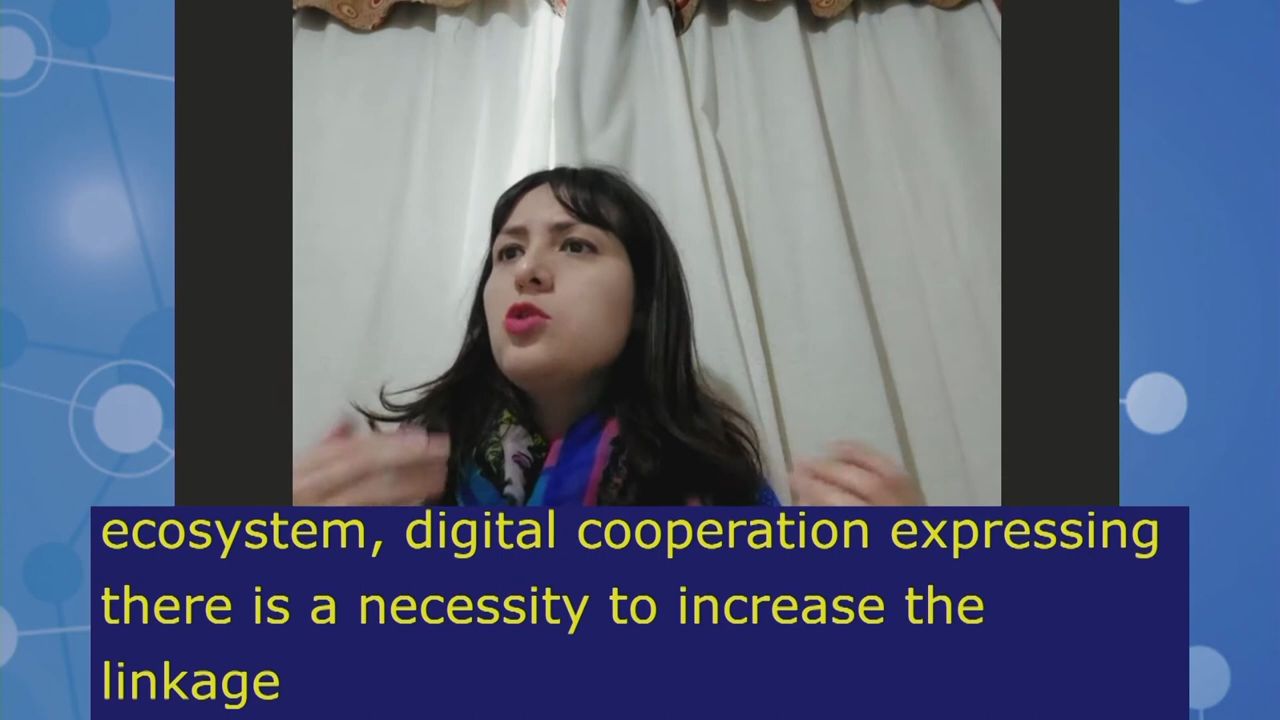 ecosystem, digital cooperation expressing
there is a necessity to increase the
linkage